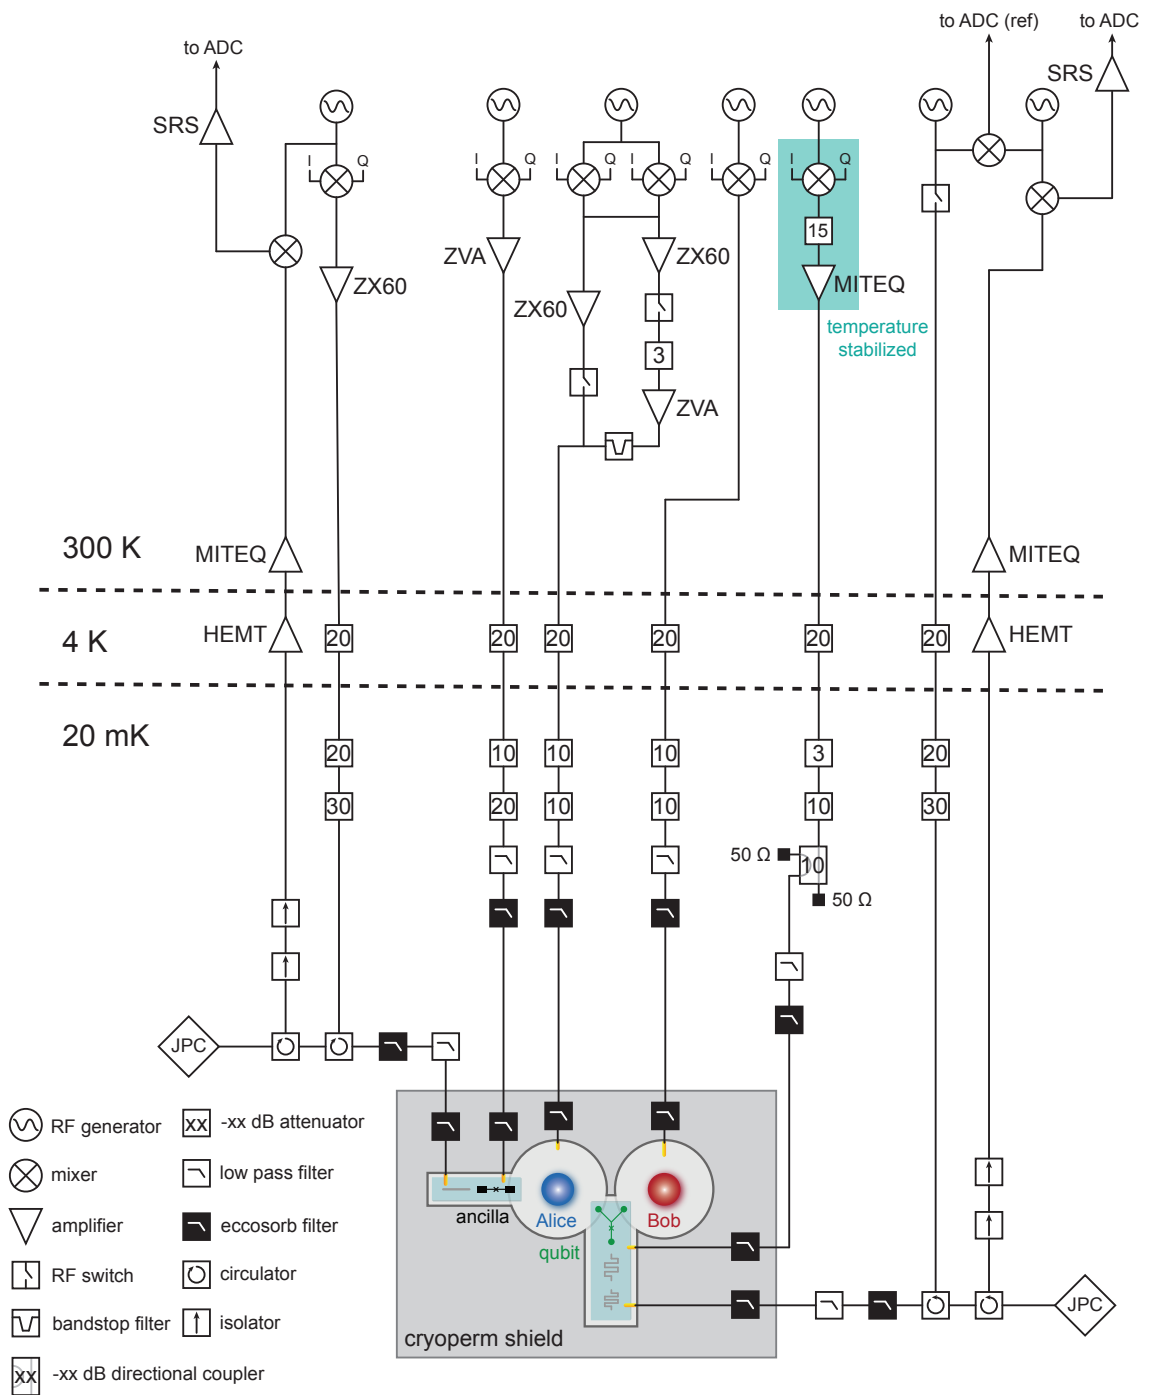 to ADC (ref)
to ADC
to ADC
SRS
SRS
I
Q
I
Q
I
Q
I
Q
I
Q
I
Q
15
ZVA
ZX60
ZX60
ZX60
MITEQ
temperature
stabilized
3
ZVA
300 K
MITEQ
MITEQ
4 K
HEMT
20
20
20
20
20
20
HEMT
20 mK
20
10
10
10
3
20
30
20
10
10
10
30
50 Ω
10
50 Ω
JPC
RF generator
xx
-xx dB attenuator
mixer
low pass filter
amplifier
eccosorb filter
RF switch
circulator
bandstop filter
isolator
xx
-xx dB directional coupler
ancilla
Alice
Bob
qubit
cryoperm shield
JPC